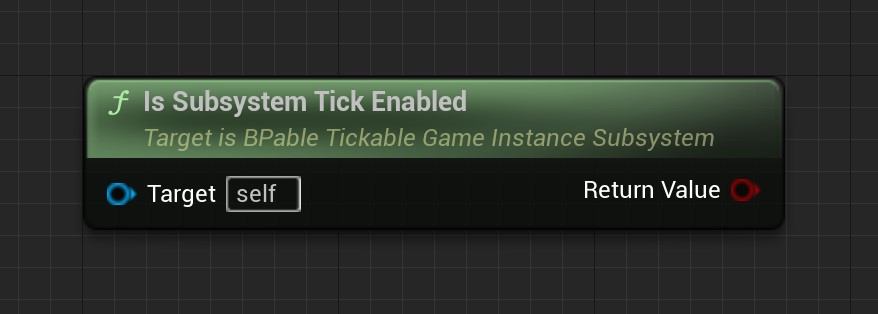 f Is Subsystem Tick Enabled
Target is BPable Tickable Game Instance Subsystem
Target self
Return Value